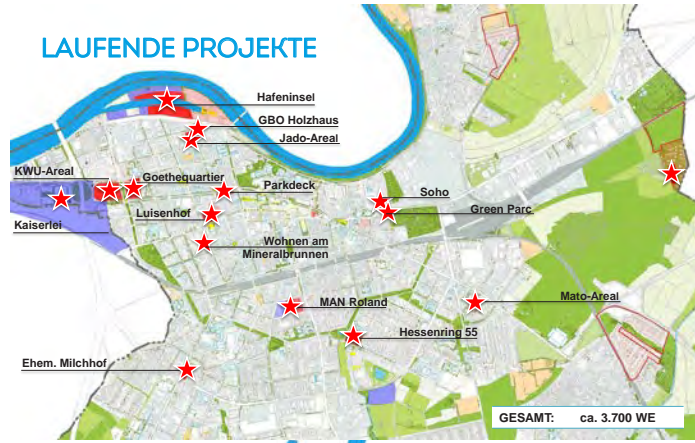 LAUFENDE PROJEKTE
Hafeninsel
GBO Holzhaus
Jado-Areal
KWU-Areal
Goethequartier
Parkdeck
Soho
Green Parc
Luisenhof
Kaiserlei
Wohnen am
Mineralbrunnen
MAN Roland
Mato-Areal
Hessenring 55
Ehem. Milchhof
GESAMT: ca. 3.700 WE